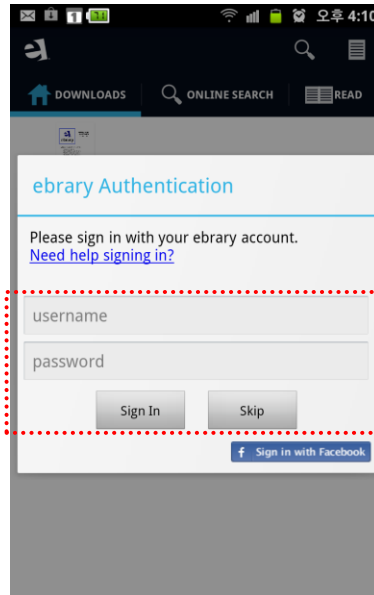 1 오후 4:10
DOWNLOADS ONLINE SEARCH READ
ebrary Authentication
Please sign in with your ebrary account.
Need help signing in?
username
password
Sign In Skip
f Sign in with Facebook